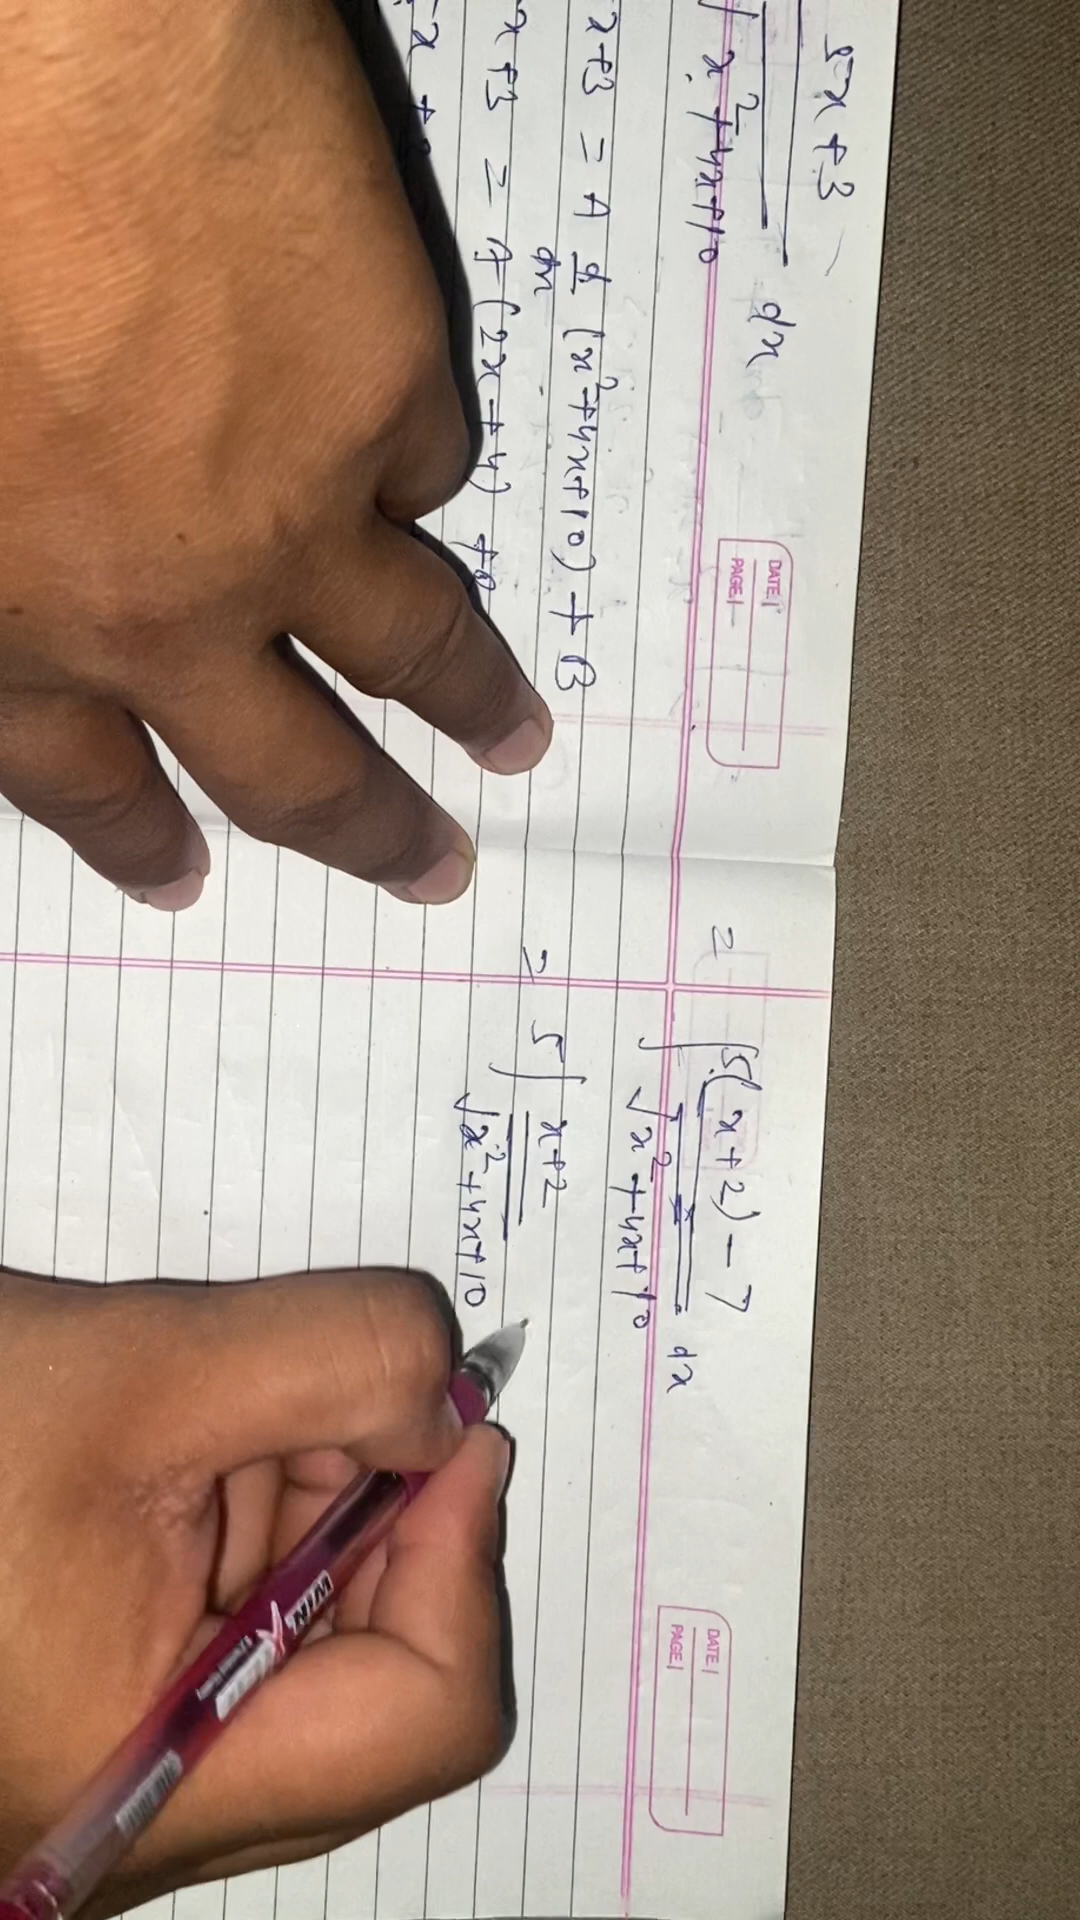 5x+3
∫ ――― dx
√x²+4x+10
DATE |
PAGE |
x+3 = A d/dx (x²+4x+10) + B
x+3 = A (2x+4) +B
5x +
= ∫ 5(x+2) - 7
√x²+4x+10 dx
DATE |
PAGE |
= 5∫ x+2
√x²+4x+10
WIN